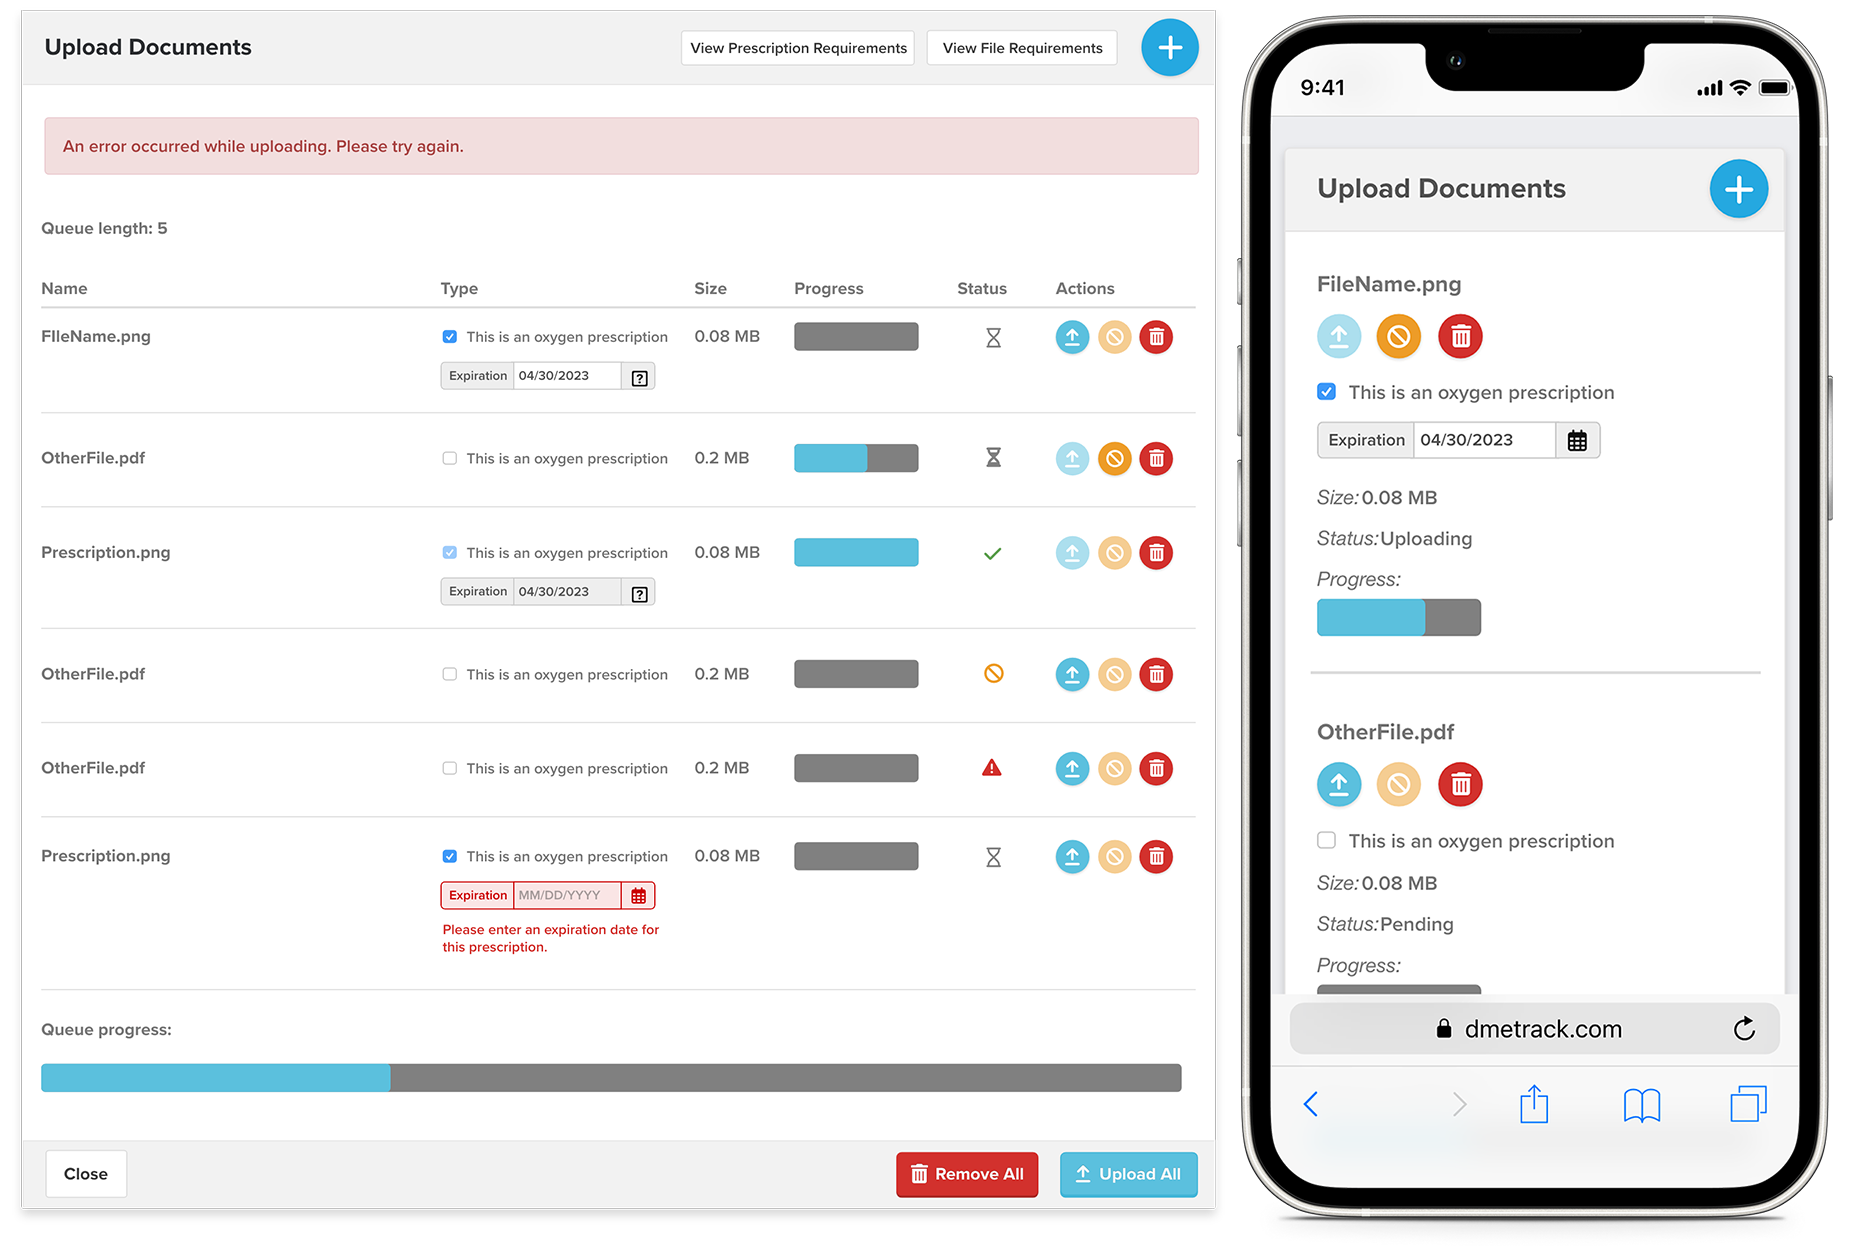 Upload Documents
View Prescription Requirements
View File Requirements
An error occurred while uploading. Please try again.
Queue length: 5
Name Type Size Progress Status Actions
FIleName.png This is an oxygen prescription 0.08 MB
Expiration 04/30/2023 ?
OtherFile.pdf This is an oxygen prescription 0.2 MB
Prescription.png This is an oxygen prescription 0.08 MB
Expiration 04/30/2023 ?
OtherFile.pdf This is an oxygen prescription 0.2 MB
OtherFile.pdf This is an oxygen prescription 0.2 MB
Prescription.png This is an oxygen prescription 0.08 MB
Expiration MM/DD/YYYY
Please enter an expiration date for
this prescription.
Queue progress:
Close
Remove All
Upload All
9:41
Upload Documents
FileName.png
This is an oxygen prescription
Expiration 04/30/2023
Size: 0.08 MB
Status: Uploading
Progress:
OtherFile.pdf
This is an oxygen prescription
Size: 0.08 MB
Status: Pending
Progress:
dmetrack.com